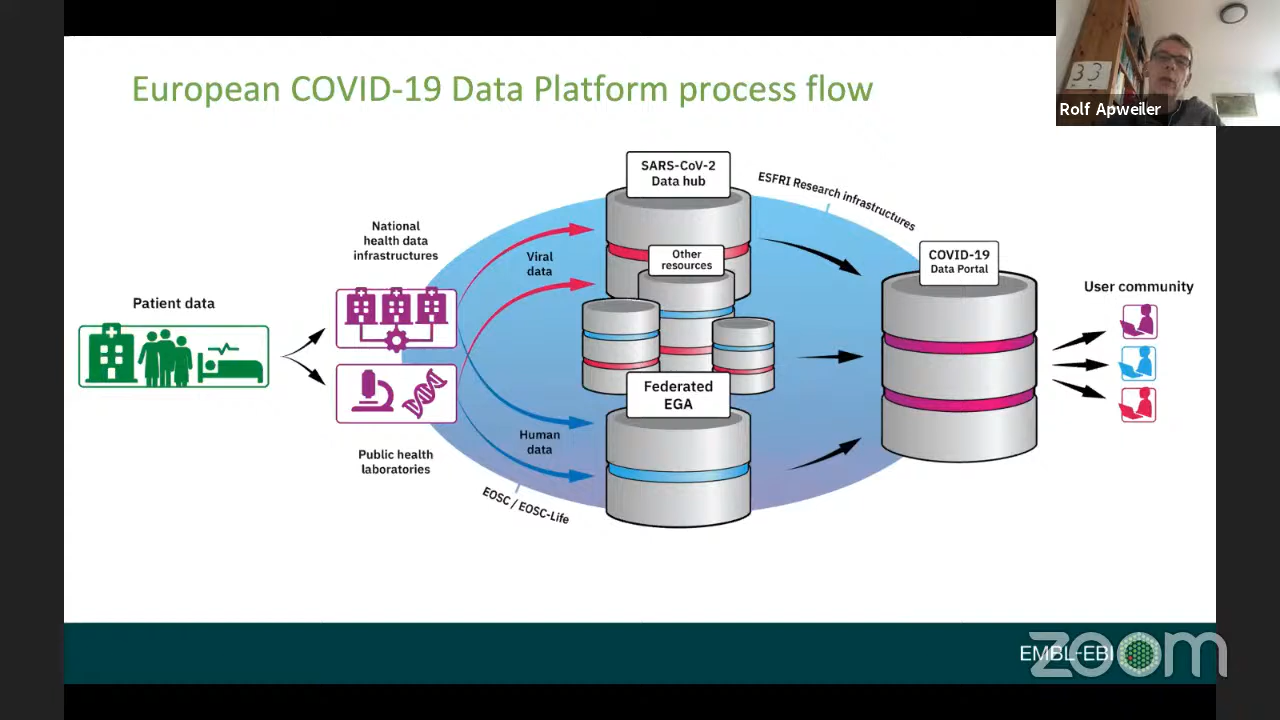 European COVID-19 Data Platform process flow
33
Rolf Apweiler
SARS-CoV-2
Data hub
ESFRI Research infrastructures
National
health data
infrastructures
Viral
data
Other
resources
COVID-19
Data Portal
User community
Patient data
Federated
EGA
Human
data
Public health
laboratories
EOSC / EOSC-Life
EMBL-EBI
zoom